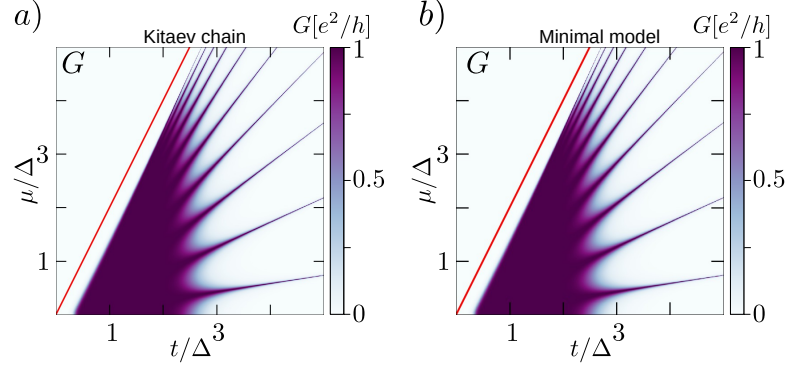 a)
Kitaev chain
G[e²/h]
G
1
0.5
0
3
1
μ/Δ
1
3
t/Δ
b)
Minimal model
G[e²/h]
G
1
0.5
0
3
1
μ/Δ
1
3
t/Δ